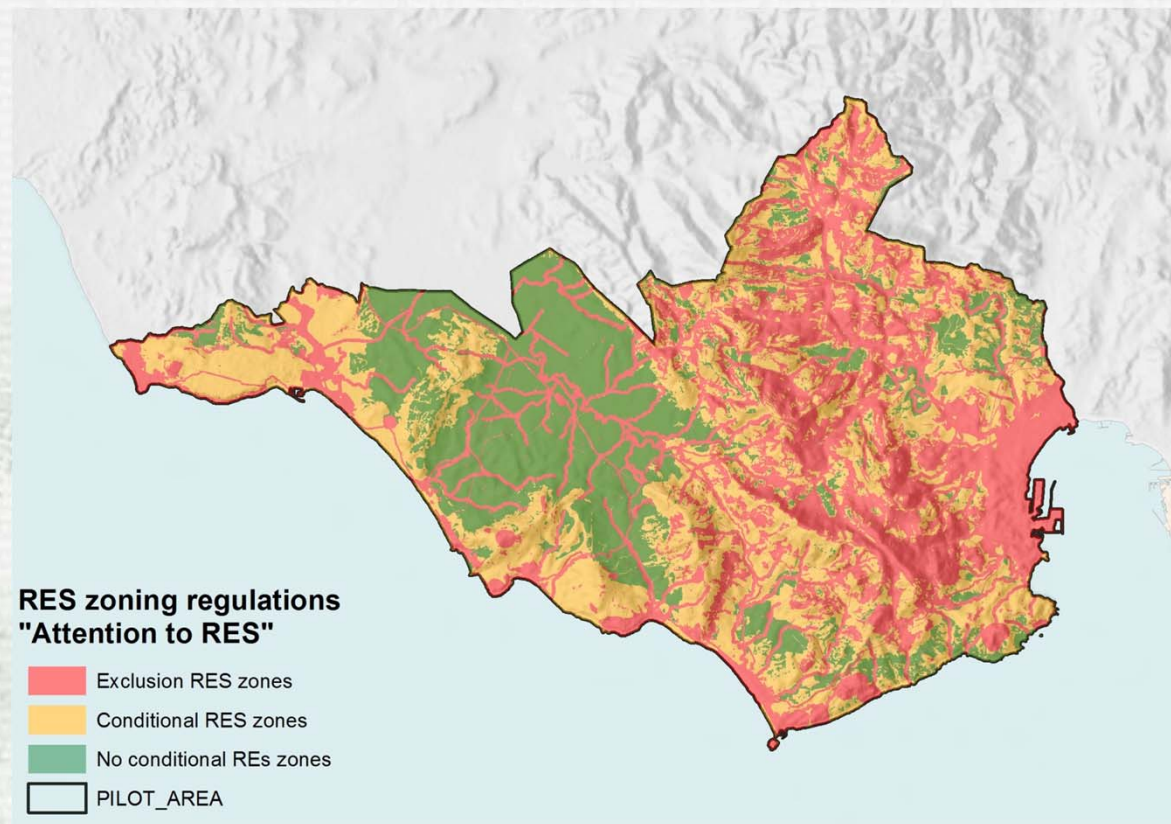 RES zoning regulations
"Attention to RES"
Exclusion RES zones
Conditional RES zones
No conditional REs zones
PILOT_AREA